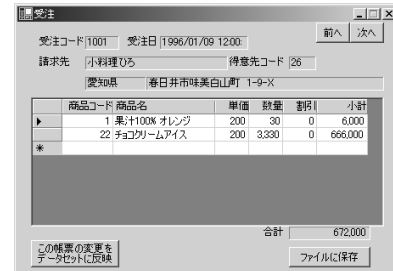 受注
受注コード 1001 受注日 1996/01/09 12:00: 前へ 次へ
請求先 小料理ひろ 得意先コード 26
愛知県 春日井市味美白山町 1-9-X
商品コード 商品名 単価 数量 割引 小計
1 果汁100% オレンジ 200 30 0 6,000
22 チョコクリームアイス 200 3,330 0 666,000
合計 672,000
この帳票の変更を
データセットに反映
ファイルに保存